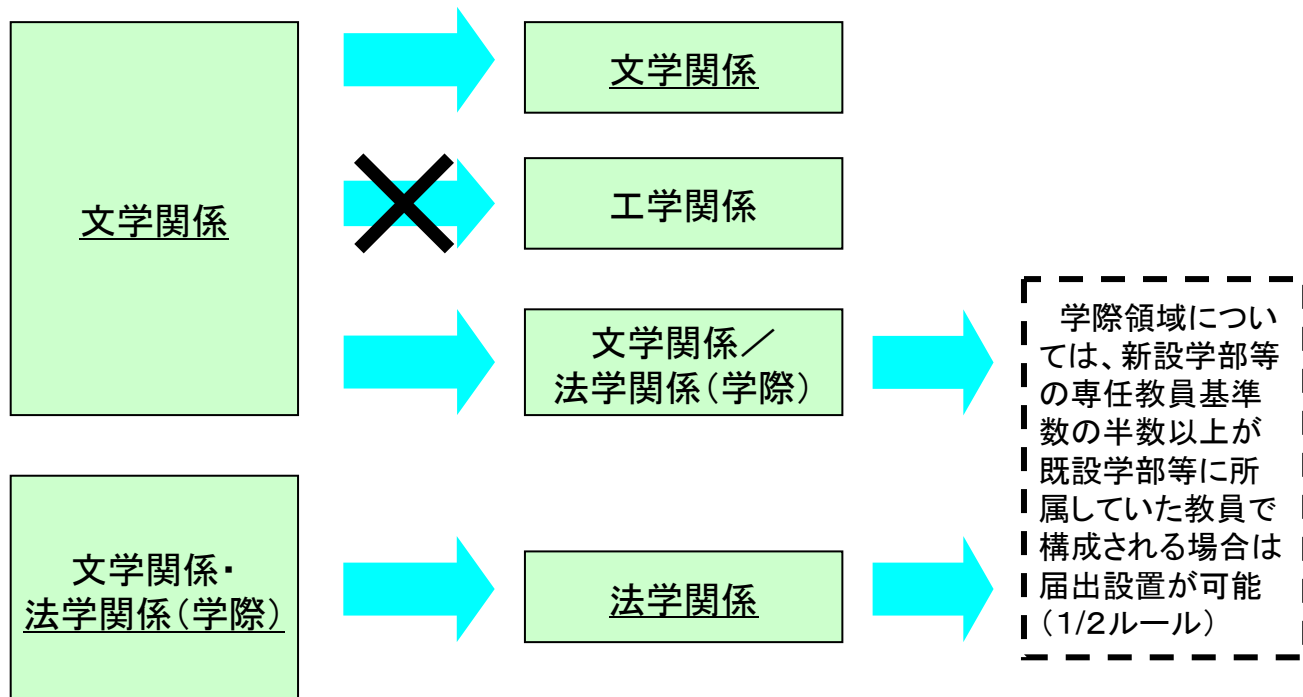 文学関係
文学関係
工学関係
文学関係／
法学関係（学際）
学際領域につい
ては、新設学部等
の専任教員基準
数の半数以上が
既設学部等に所
属していた教員で
構成される場合は
届出設置が可能
（１/２ルール）
文学関係・
法学関係（学際）
法学関係